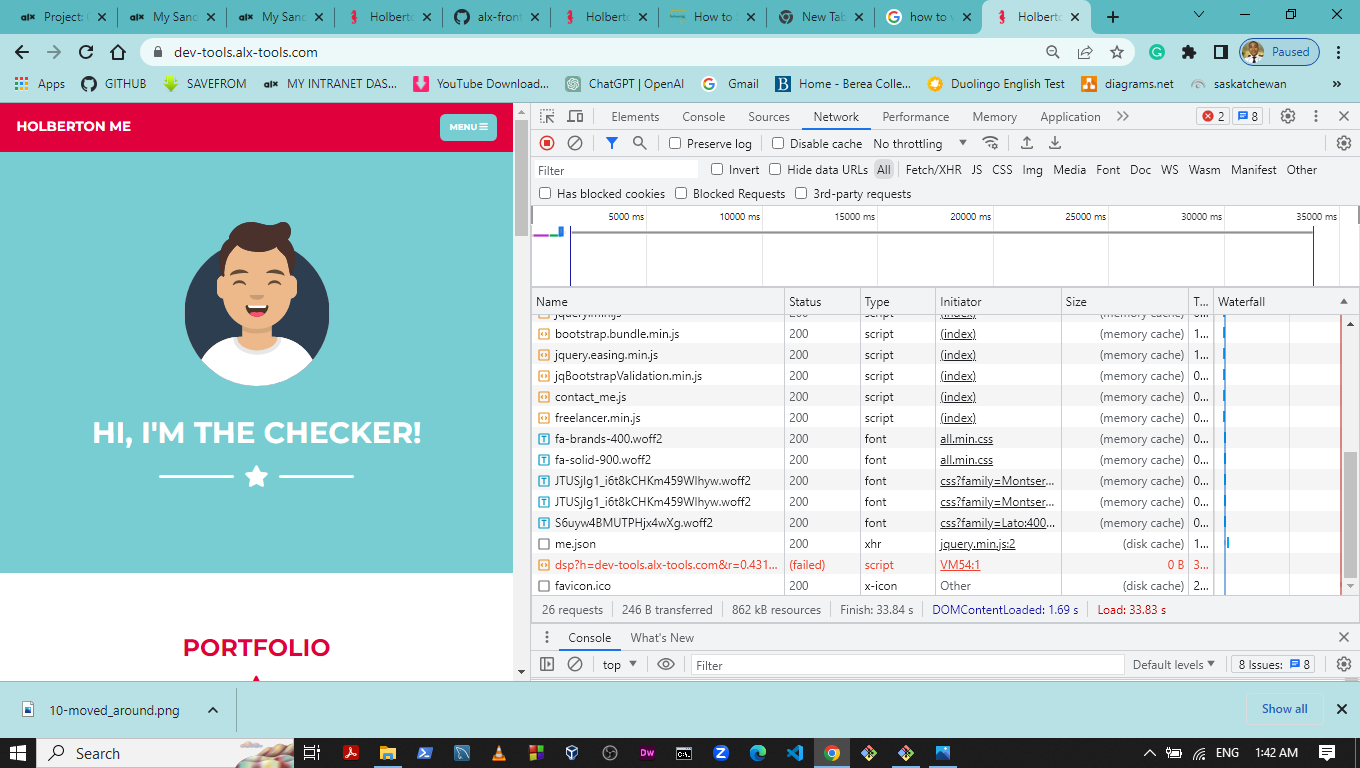 Project: C
My Sanc
My Sanc
Holberto
alx-front
Holberto
How to S
New Tab
how to v
Holberto
dev-tools.alx-tools.com
Paused
Apps
GITHUB
SAVEFROM
MY INTRANET DAS...
YouTube Download...
ChatGPT | OpenAI
Gmail
Home - Berea Colle...
Duolingo English Test
diagrams.net
saskatchewan
HOLBERTON ME
MENU
HI, I'M THE CHECKER!
PORTFOLIO
Elements Console Sources Network Performance Memory Application 2 8
Preserve log Disable cache No throttling
Filter Invert Hide data URLs All Fetch/XHR JS CSS Img Media Font Doc WS Wasm Manifest Other
Has blocked cookies Blocked Requests 3rd-party requests
5000 ms 10000 ms 15000 ms 20000 ms 25000 ms 30000 ms 35000 ms
Name Status Type Initiator Size T... Waterfall
jquery.min.js 200 script (index) (memory cache) 0...
bootstrap.bundle.min.js 200 script (index) (memory cache) 1...
jquery.easing.min.js 200 script (index) (memory cache) 1...
jqBootstrapValidation.min.js 200 script (index) (memory cache) 0...
contact_me.js 200 script (index) (memory cache) 0...
freelancer.min.js 200 script (index) (memory cache) 0...
fa-brands-400.woff2 200 font all.min.css (memory cache) 0...
fa-solid-900.woff2 200 font all.min.css (memory cache) 0...
JTUSjIg1_i6t8kCHKm459Wlhyw.woff2 200 font css?family=Montser... (memory cache) 0...
JTUSjIg1_i6t8kCHKm459Wlhyw.woff2 200 font css?family=Montser... (memory cache) 0...
S6uyw4BMUTPHjx4wXg.woff2 200 font css?family=Lato:400... (memory cache) 0...
me.json 200 xhr jquery.min.js:2 (disk cache) 1...
dsp?h=dev-tools.alx-tools.com&r=0.431... (failed) script VM54:1 0 B 3...
favicon.ico 200 x-icon Other (disk cache) 2...
26 requests 246 B transferred 862 kB resources Finish: 33.84 s DOMContentLoaded: 1.69 s Load: 33.83 s
Console What's New
top Filter Default levels 8 Issues: 8
10-moved_around.png
Show all
Search
ENG 1:42 AM